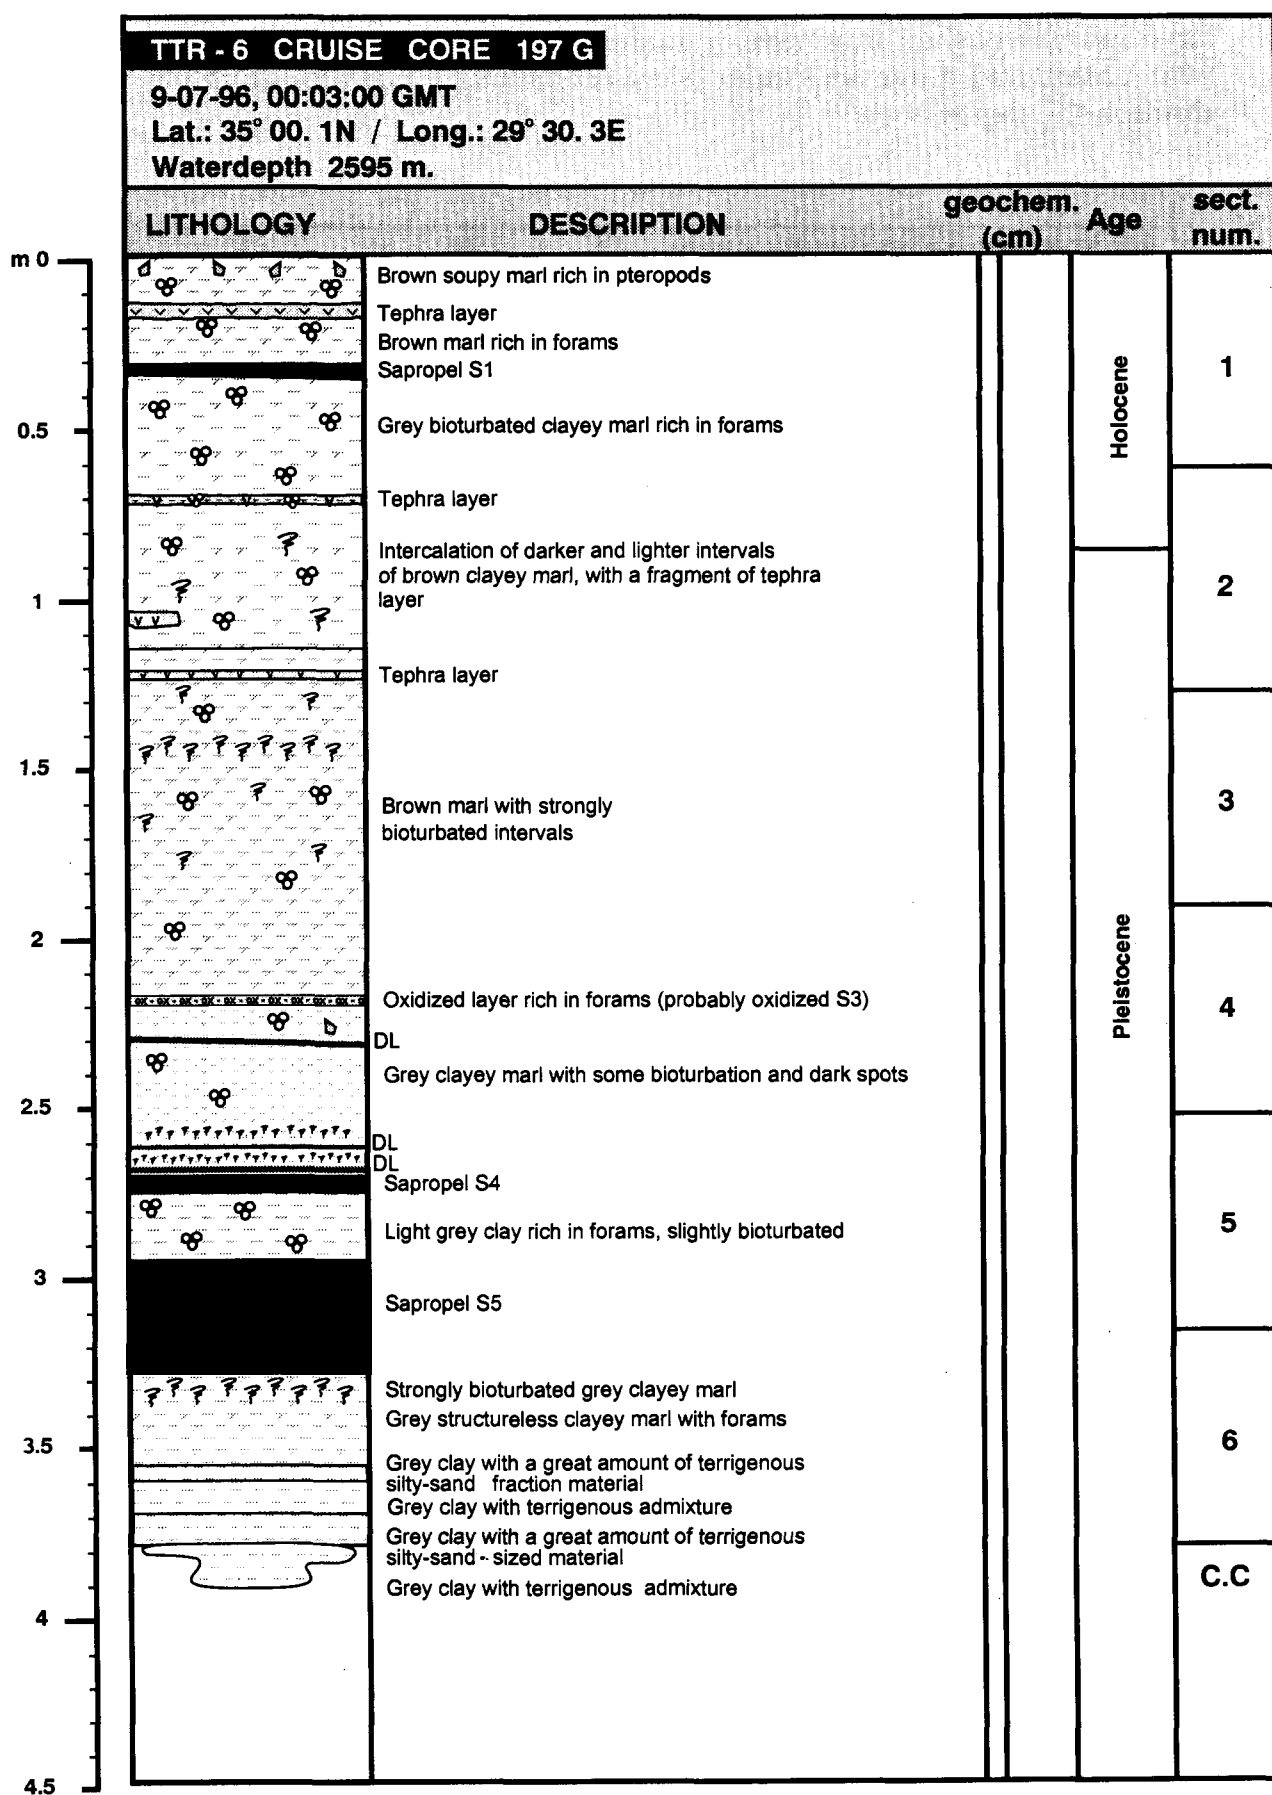 TTR - 6 CRUISE CORE 197 G
9-07-96, 00:03:00 GMT
Lat.: 35° 00. 1N / Long.: 29° 30. 3E
Waterdepth 2595 m.
LITHOLOGY DESCRIPTION geochem. (cm) Age sect. num.
m 0
Brown soupy marl rich in pteropods
Tephra layer
Brown marl rich in forams
Sapropel S1
1
Holocene
0.5
Grey bioturbated clayey marl rich in forams
Tephra layer
Intercalation of darker and lighter intervals
of brown clayey marl, with a fragment of tephra
layer
2
1
Tephra layer
1.5
Brown marl with strongly
bioturbated intervals
3
2
Pleistocene
Oxidized layer rich in forams (probably oxidized S3)
4
DL
Grey clayey marl with some bioturbation and dark spots
2.5
DL
DL
Sapropel S4
Light grey clay rich in forams, slightly bioturbated
5
3
Sapropel S5
Strongly bioturbated grey clayey marl
Grey structureless clayey marl with forams
3.5
6
Grey clay with a great amount of terrigenous
silty-sand fraction material
Grey clay with terrigenous admixture
Grey clay with a great amount of terrigenous
silty-sand - sized material
C.C
Grey clay with terrigenous admixture
4
4.5